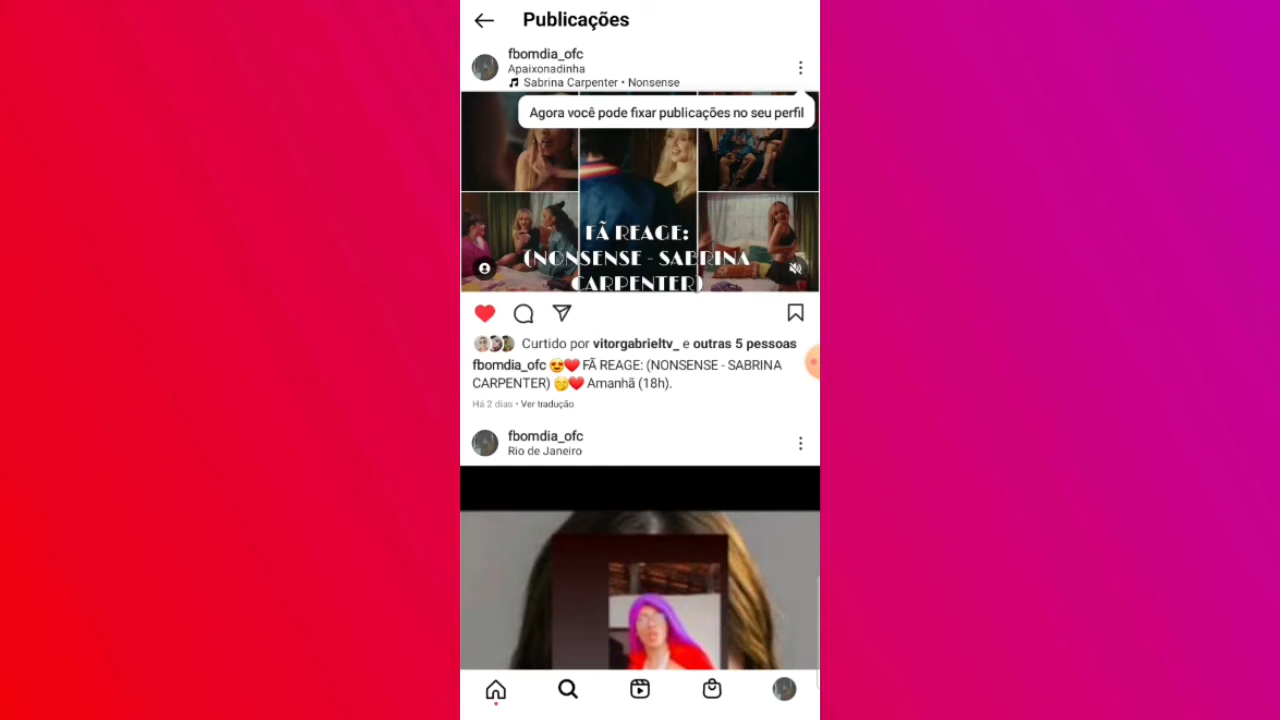 Publicações
fbomdia_ofc
Apaixonadinha
Sabrina Carpenter • Nonsense
Agora você pode fixar publicações no seu perfil
FÃ REAGE:
(NONSENSE - SABRINA
CARPENTER)
Curtido por vitorgabrieltv_ e outras 5 pessoas
fbomdia_ofc 😍❤️ FÃ REAGE: (NONSENSE - SABRINA
CARPENTER) 😏❤️ Amanhã (18h).
Há 2 dias • Ver tradução
fbomdia_ofc
Rio de Janeiro